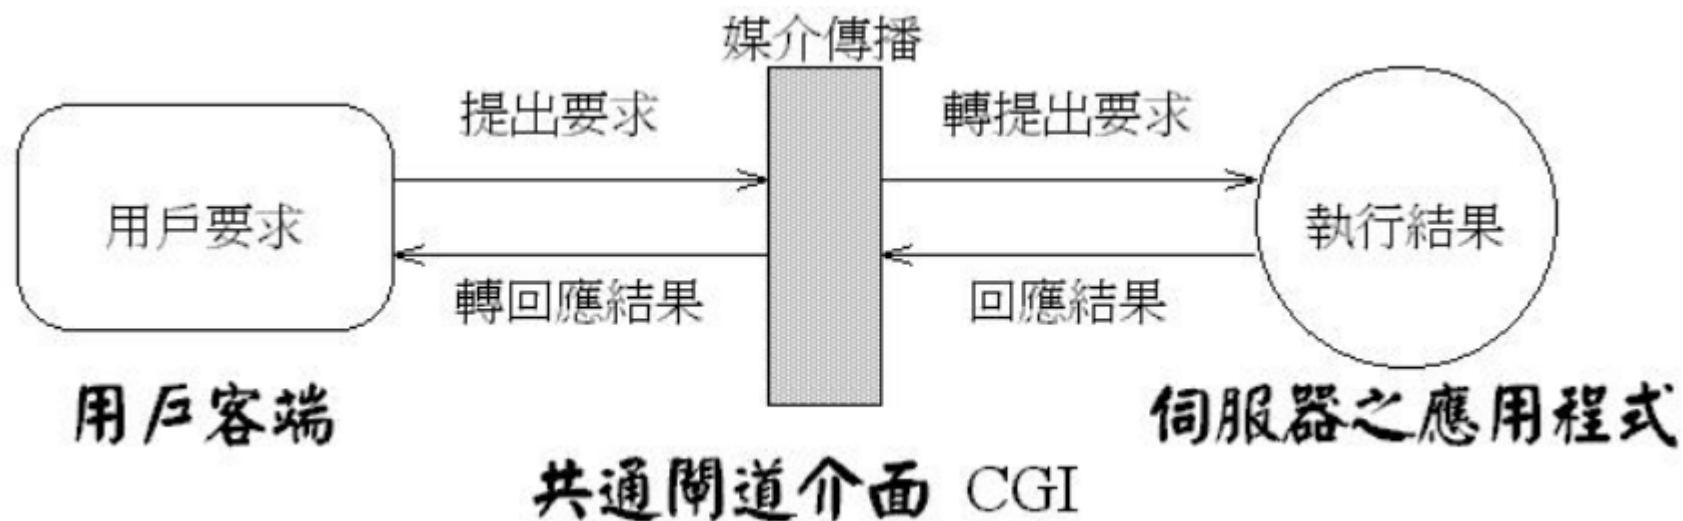 媒介傳播
提出要求
轉提出要求
用戶要求
執行結果
轉回應結果
回應結果
用戶客端
伺服器之應用程式
共通閘道介面 CGI